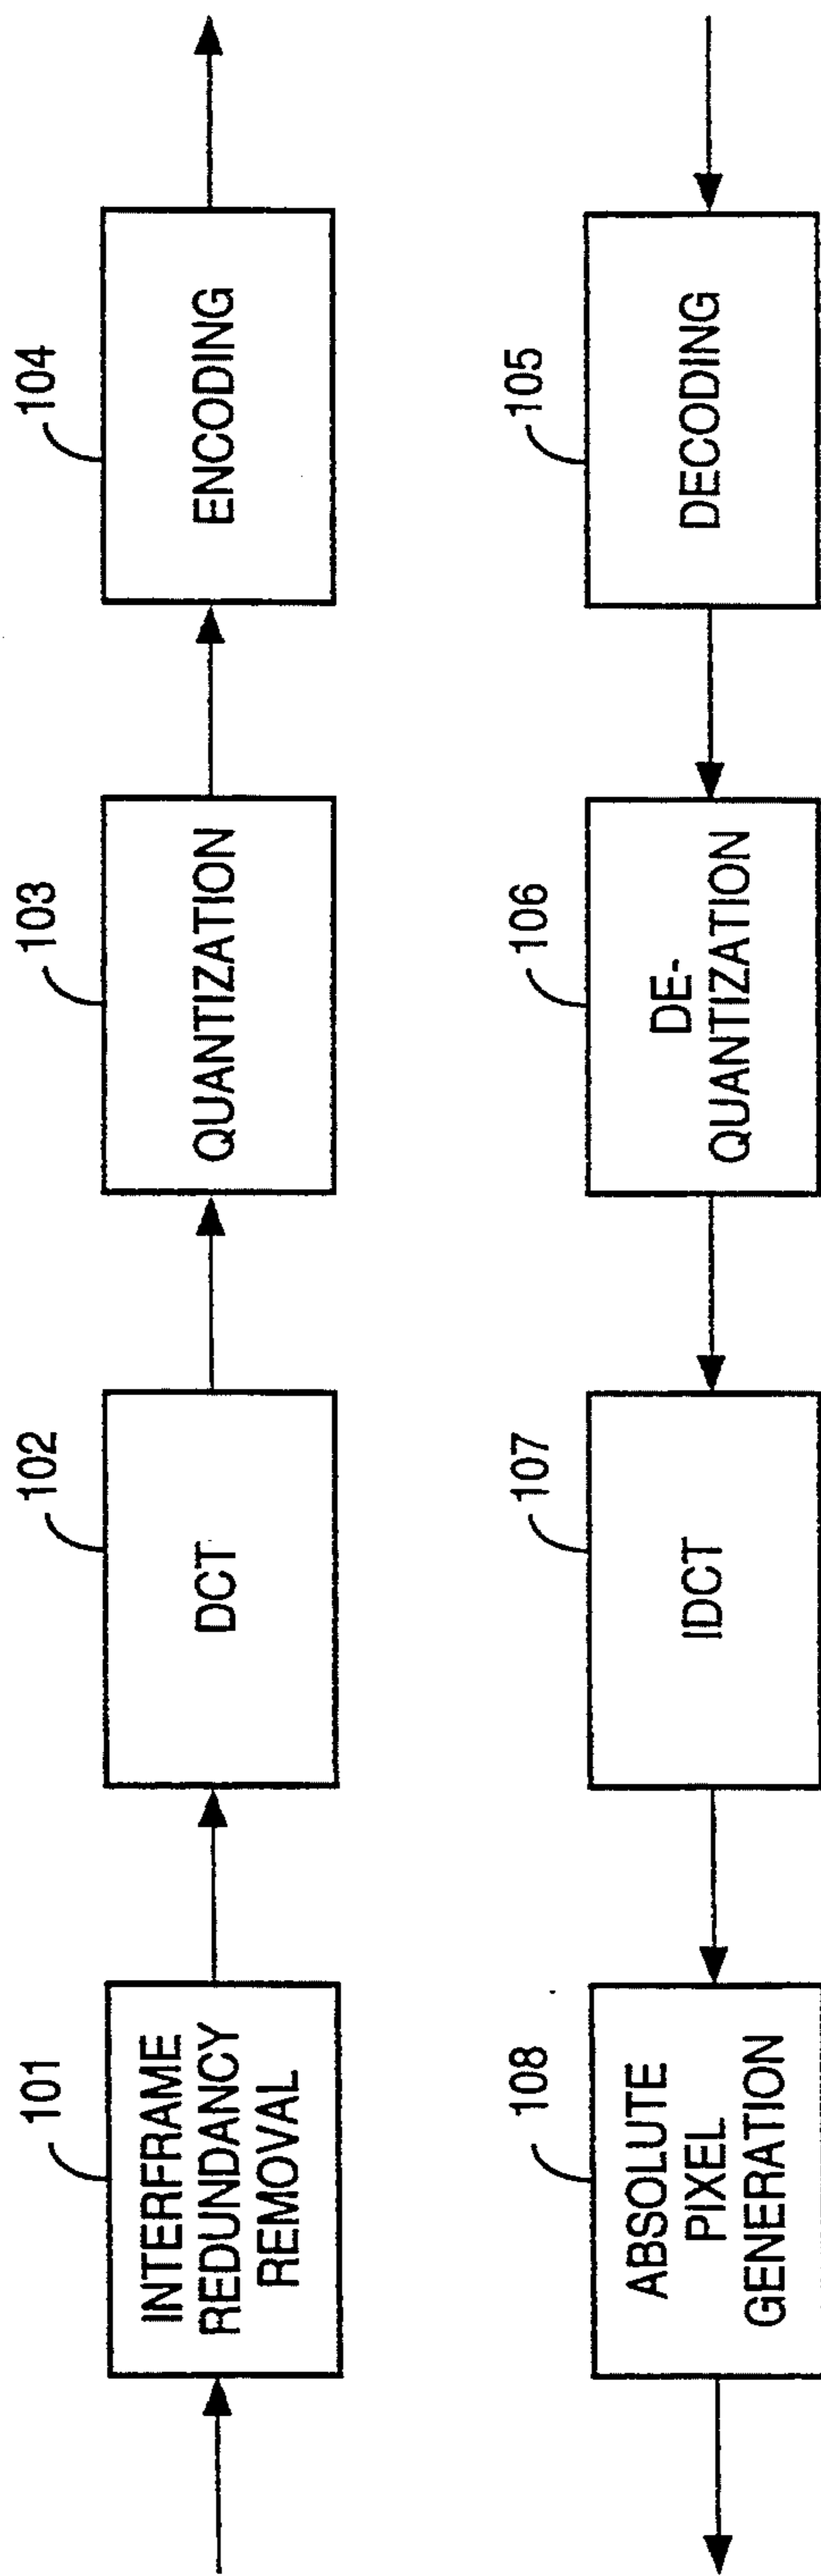 101
INTERFRAME
REDUNDANCY
REMOVAL
102
DCT
103
QUANTIZATION
104
ENCODING
108
ABSOLUTE
PIXEL
GENERATION
107
IDCT
106
DE-
QUANTIZATION
105
DECODING